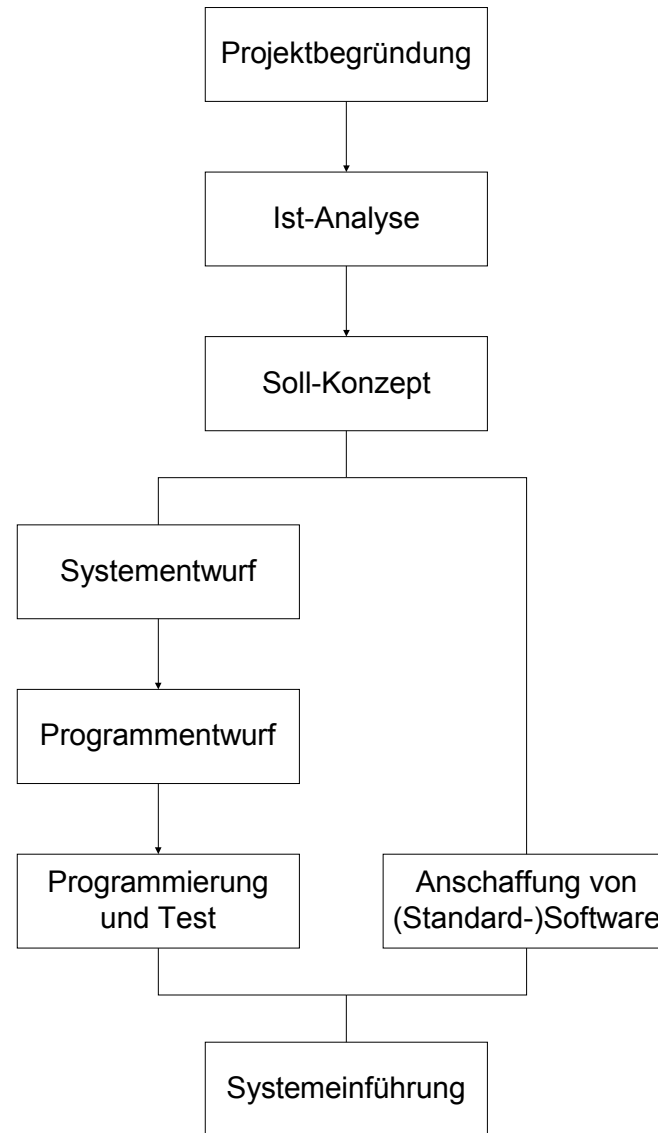 Projektbegründung
Ist-Analyse
Soll-Konzept
Systementwurf
Programmentwurf
Programmierung
und Test
Anschaffung von
(Standard-)Software
Systemeinführung